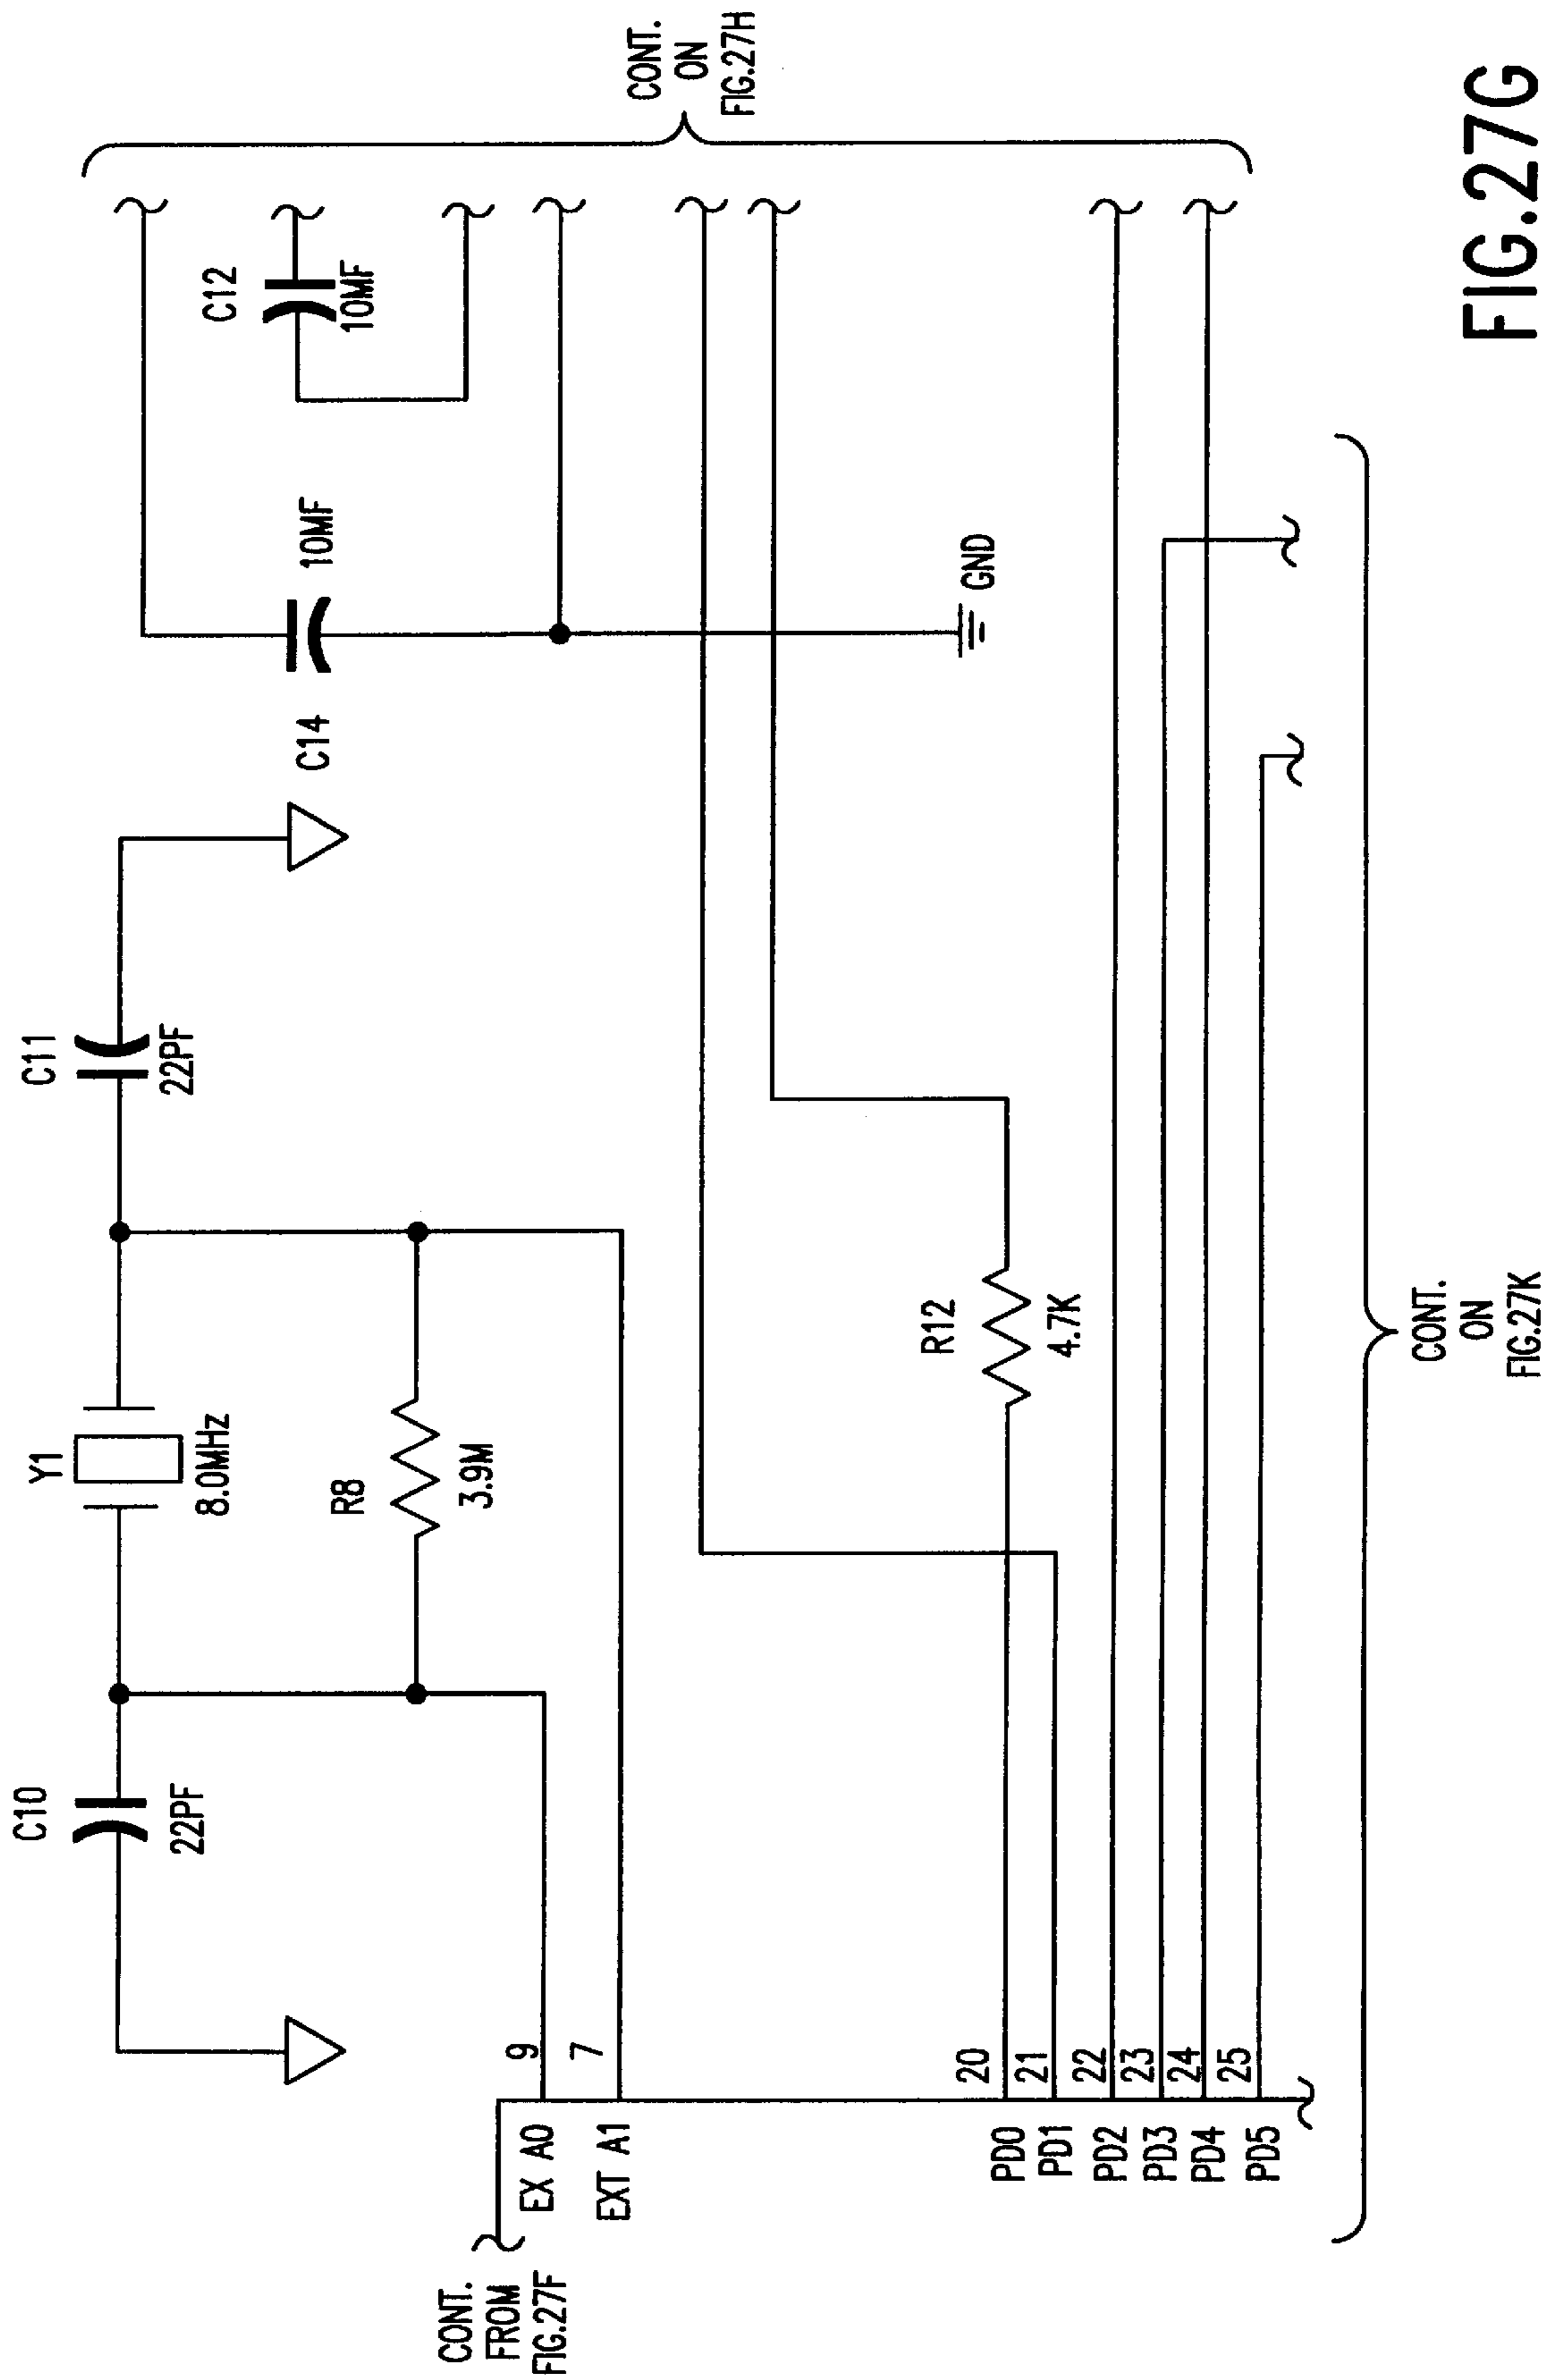 C10
22PF
Y1
8.0MHz
C11
22PF
R8
3.9M
C14
10MF
C12
10MF
CONT.
ON
FIG.27H
CONT.
FROM
FIG.27F
9
EX A0
7
EXT A1
GND
R12
4.7K
20
PD0
21
PD1
22
PD2
23
PD3
24
PD4
25
PD5
CONT.
ON
FIG.27K
FIG.27G